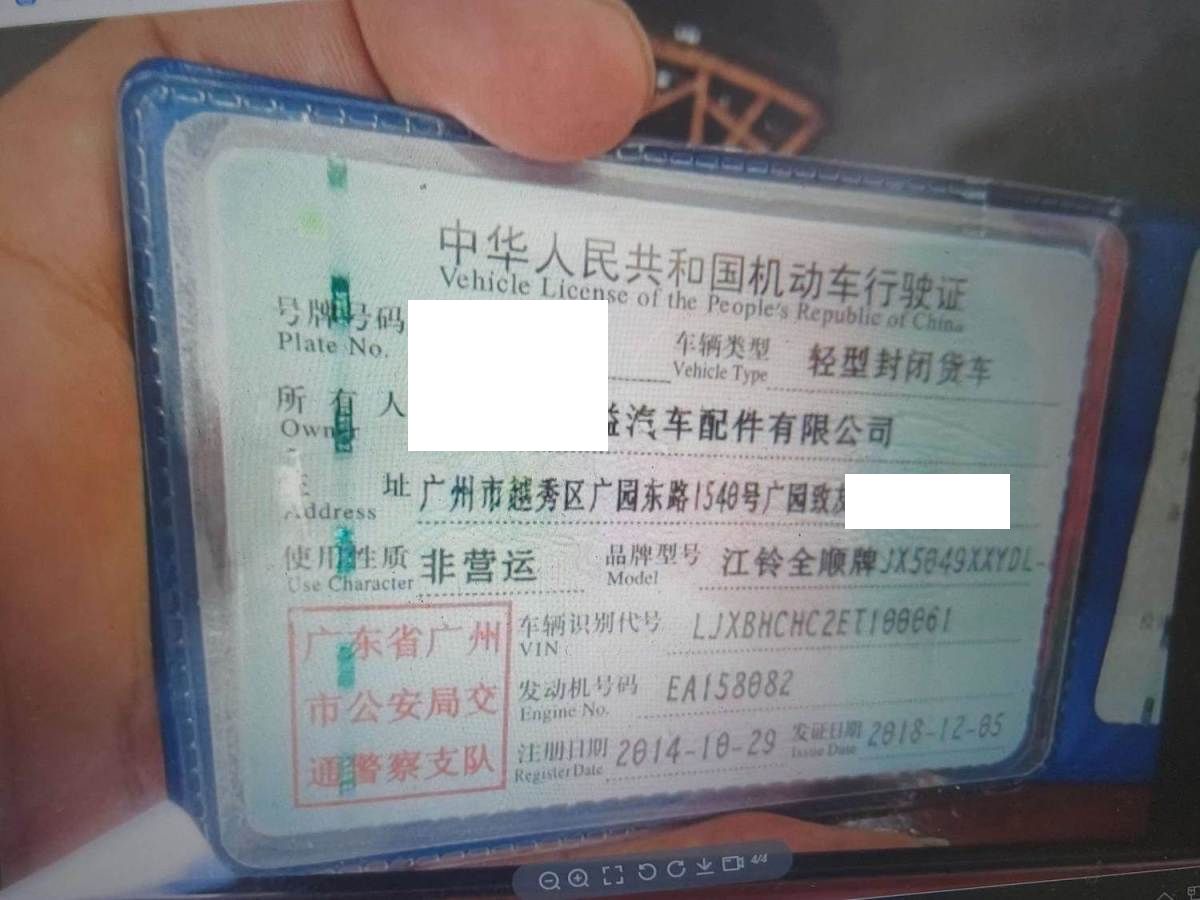 中华人民共和国机动车行驶证
Vehicle License of the People's Republic of China
号牌号码
Plate No.
车辆类型 轻型封闭货车
Vehicle Type
所有人 益汽车配件有限公司
Owner
址 广州市越秀区广园东路1540号广园致友
Address
使用性质 非营运 品牌型号 江铃全顺牌JX5049XXYDL-
Use Character Model
车辆识别代号 LJXBHCHC2ET100061
VIN
发动机号码 EA158082
Engine No.
注册日期 2014-10-29 发证日期 2018-12-05
Register Date Issue Date
广东省广州
市公安局交
通警察支队
4/4